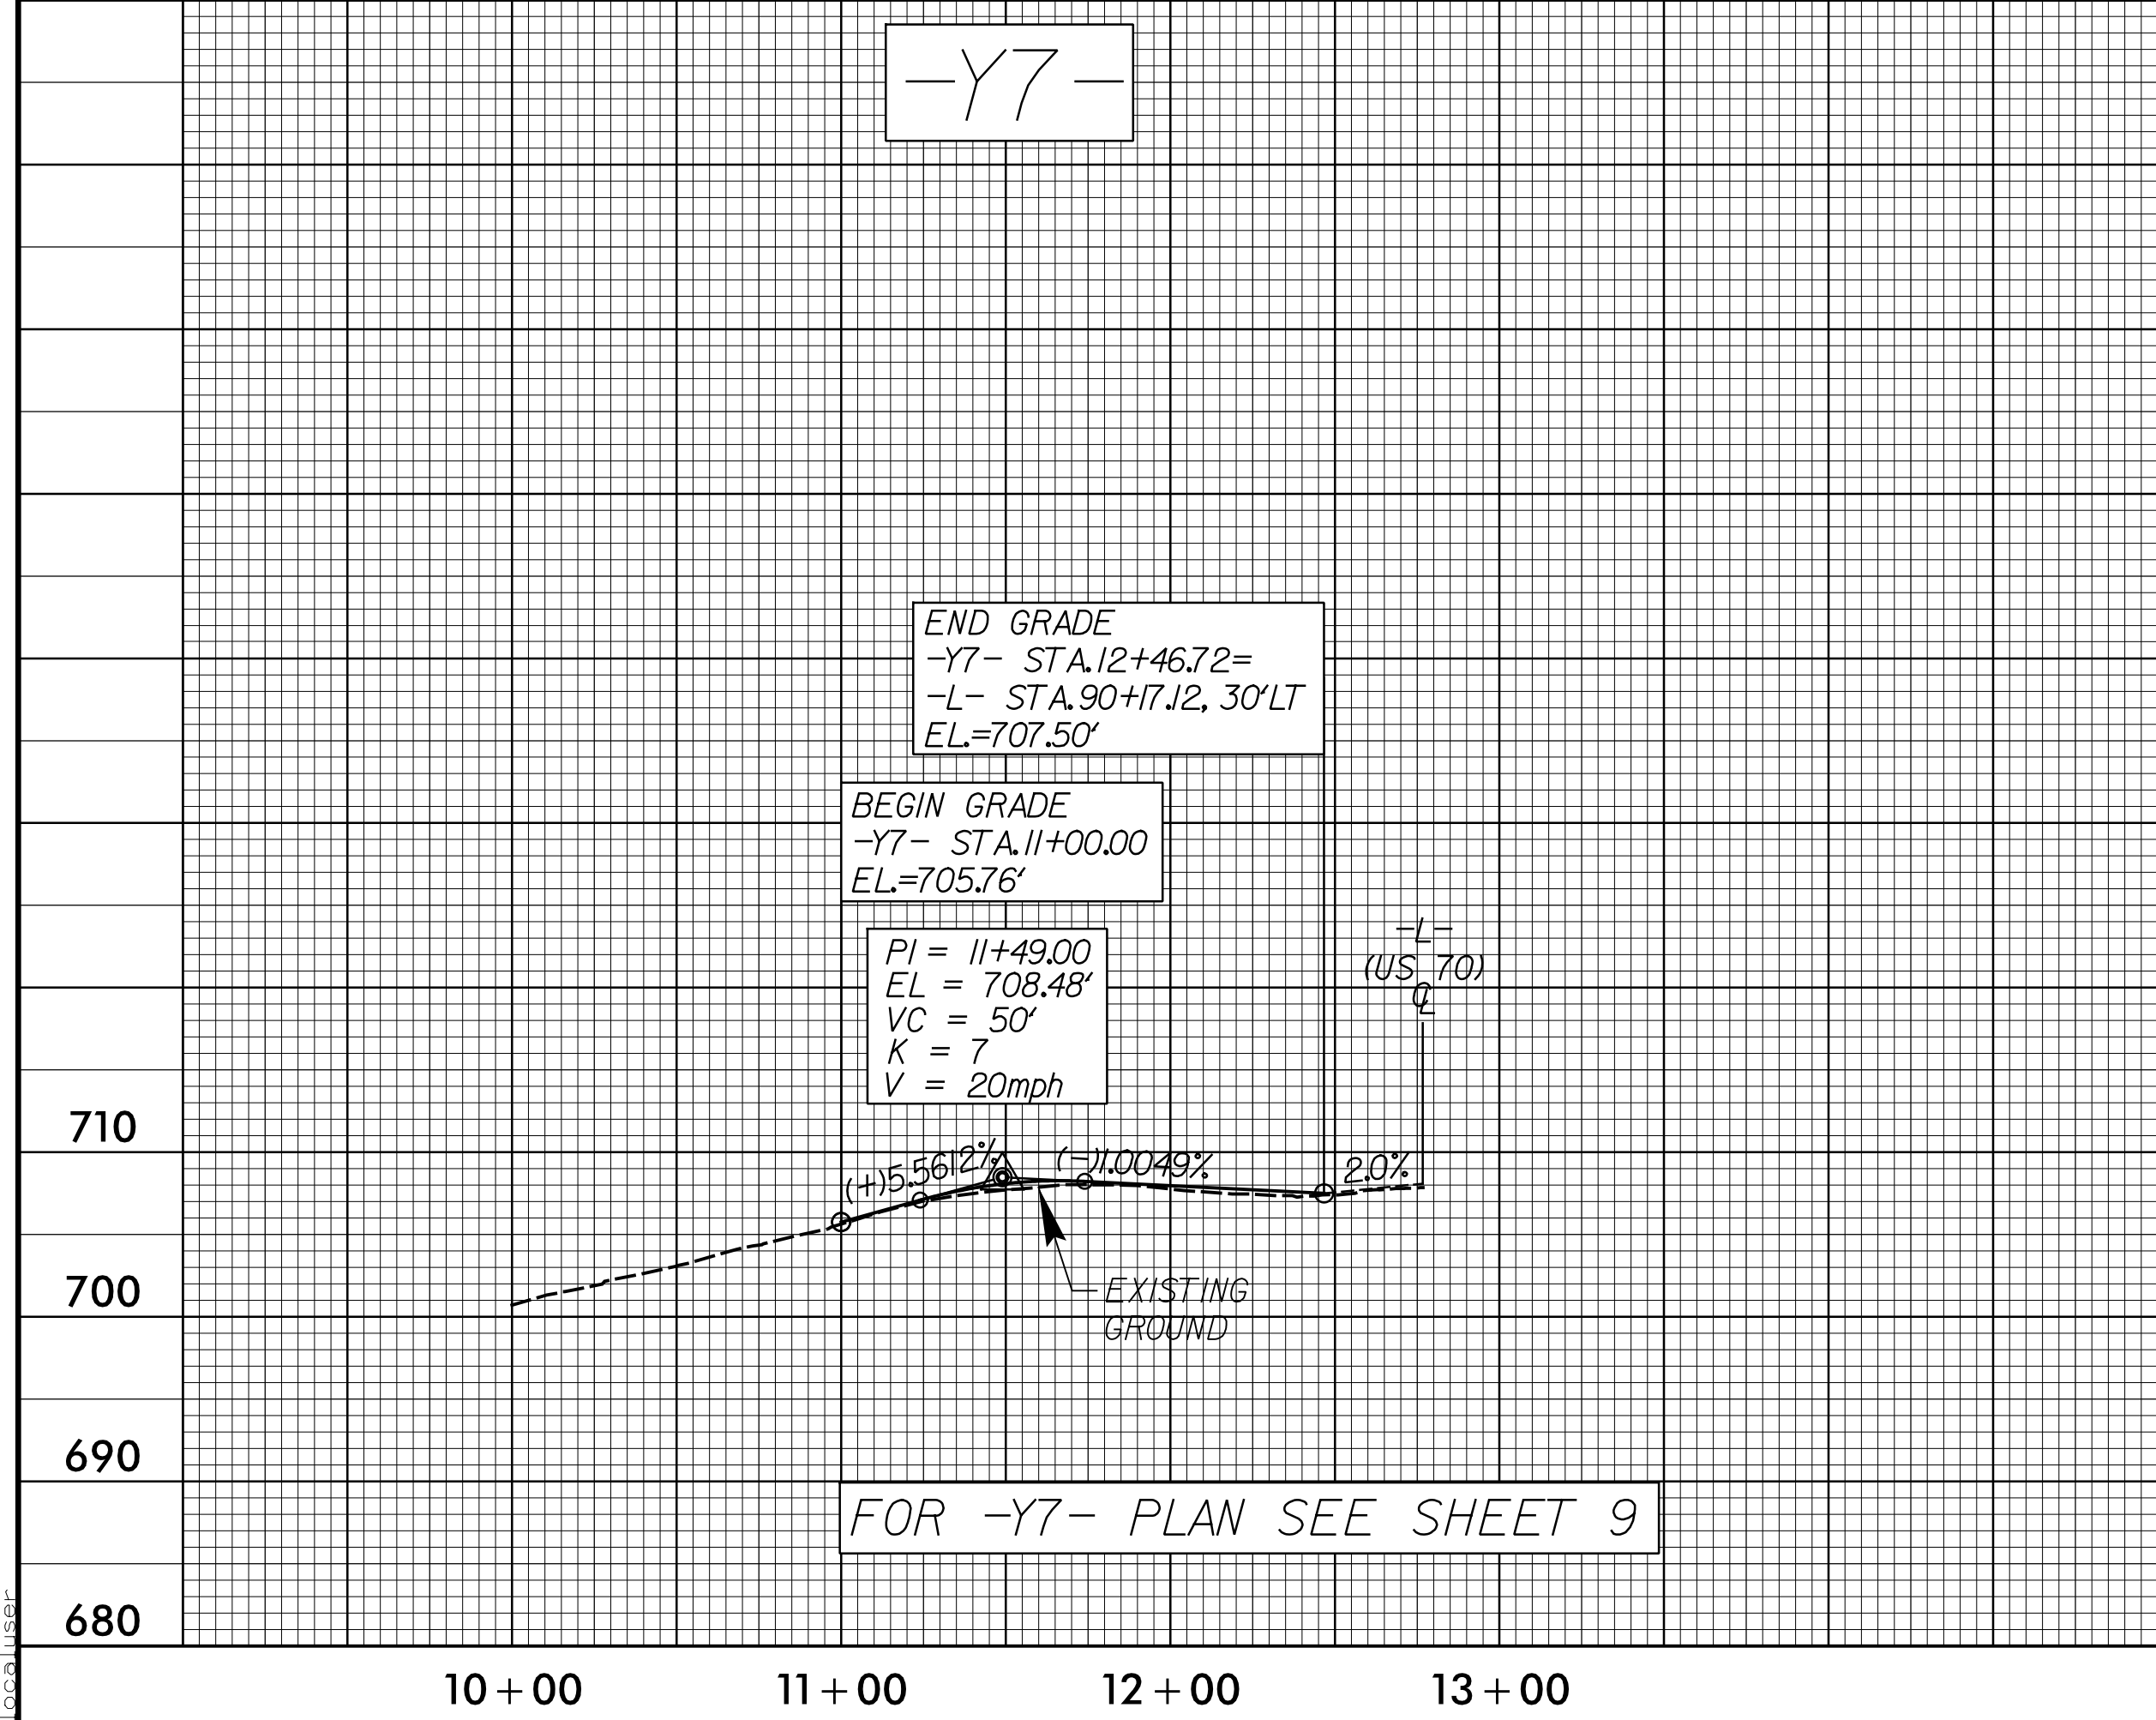 -Y7-
END GRADE
-Y7- STA.12+46.72=
-L- STA.90+17.12, 30'LT
EL.=707.50'
BEGIN GRADE
-Y7- STA.11+00.00
EL.=705.76'
PI = 11+49.00
EL = 708.48'
VC = 50'
K = 7
V = 20mph
-L-
(US 70)
℄
710
(+)5.5612%
(-)1.0049%
2.0%
700
EXISTING
GROUND
690
FOR -Y7- PLAN SEE SHEET 9
680
10+00 11+00 12+00 13+00
localuser